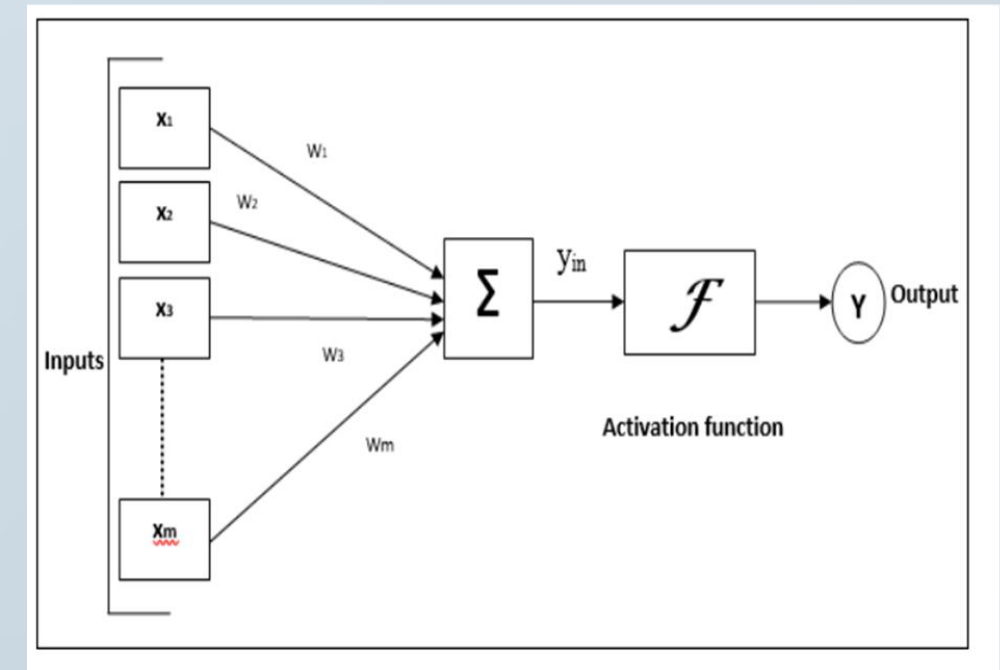 X1
W1
X2
W2
X3
Σ
yin
ℱ
Y
Output
Inputs
W3
Activation function
Wm
Xm